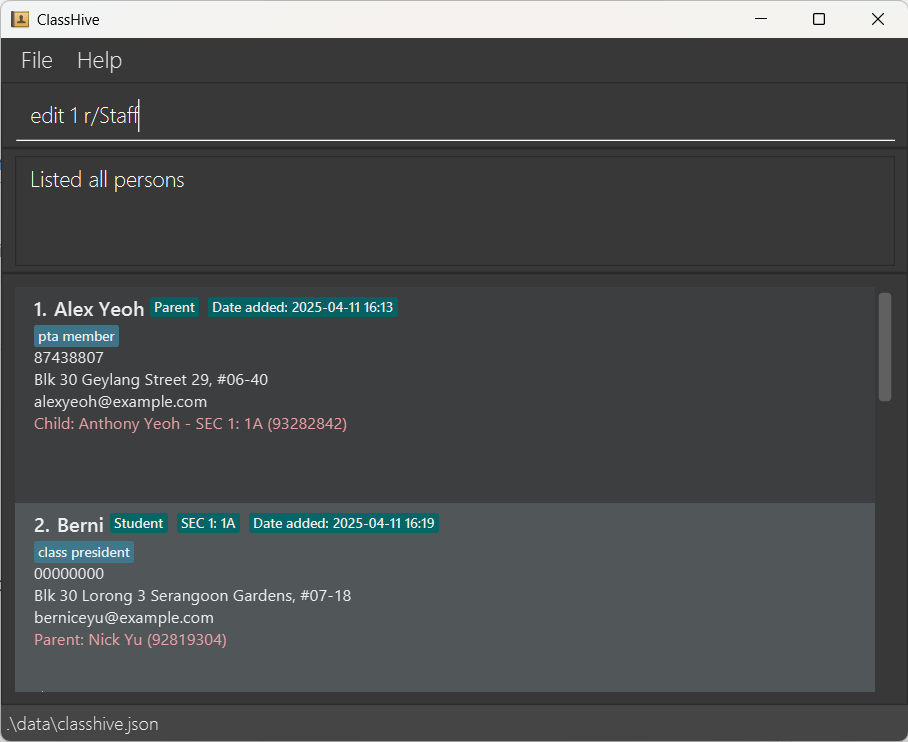 ClassHive
File Help
edit 1 r/Staff
Listed all persons
1. Alex Yeoh Parent Date added: 2025-04-11 16:13
pta member
87438807
Blk 30 Geylang Street 29, #06-40
alexyeoh@example.com
Child: Anthony Yeoh - SEC 1: 1A (93282842)
2. Berni Student SEC 1: 1A Date added: 2025-04-11 16:19
class president
00000000
Blk 30 Lorong 3 Serangoon Gardens, #07-18
berniceyu@example.com
Parent: Nick Yu (92819304)
.\data\classhive.json